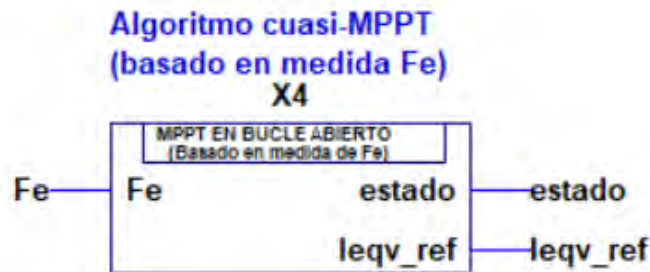 Algoritmo cuasi-MPPT
(basado en medida Fe)
X4
MPPT EN BUCLE ABIERTO
(Basado en medida de Fe)
Fe Fe estado estado
Ieqv_ref Ieqv_ref